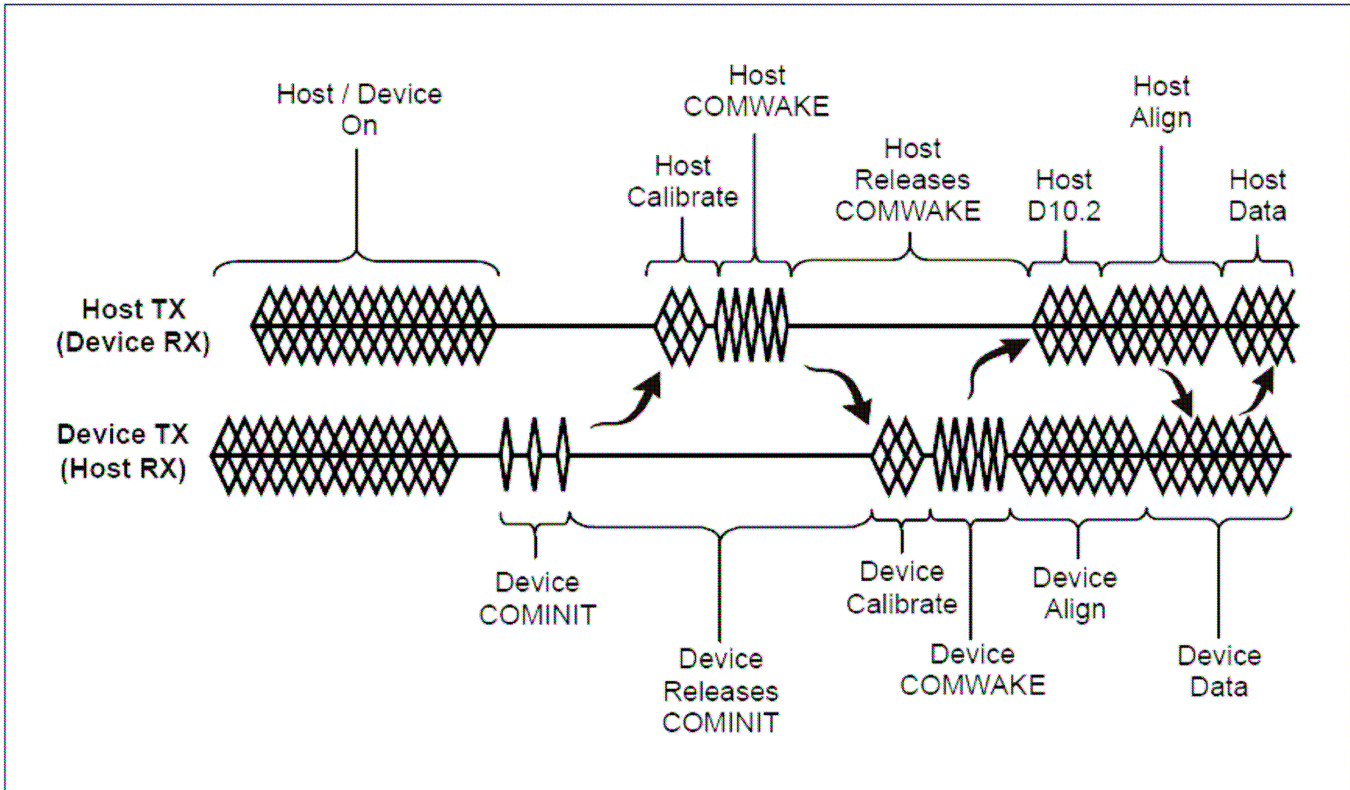 Host / Device
On
Host
COMWAKE
Host
Align
Host
Calibrate
Host
Releases
COMWAKE
Host
D10.2
Host
Data
Host TX
(Device RX)
Device TX
(Host RX)
Device
COMINIT
Device
Releases
COMINIT
Device
Calibrate
Device
COMWAKE
Device
Align
Device
Data